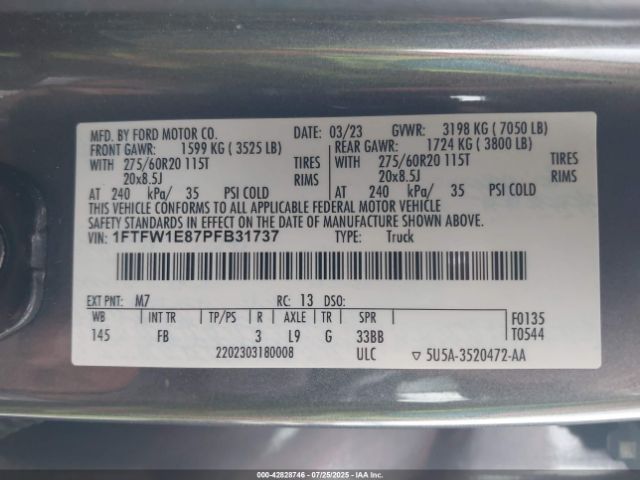 MFD. BY FORD MOTOR CO. DATE: 03/23 GVWR: 3198 KG ( 7050 LB)
FRONT GAWR: 1599 KG ( 3525 LB) REAR GAWR: 1724 KG ( 3800 LB)
WITH 275/60R20 115T TIRES WITH 275/60R20 115T TIRES
20x8.5J RIMS 20x8.5J RIMS
AT 240 kPa/ 35 PSI COLD AT 240 kPa/ 35 PSI COLD
THIS VEHICLE CONFORMS TO ALL APPLICABLE FEDERAL MOTOR VEHICLE
SAFETY STANDARDS IN EFFECT ON THE DATE OF MANUFACTURE SHOWN ABOVE.
VIN: 1FTFW1E87PFB31737 TYPE: Truck
EXT PNT: M7 RC: 13 DSO:
WB INT TR TP/PS R AXLE TR SPR F0135
145 FB 3 L9 G 33BB T0544
2202303180008 ULC ▽ 5U5A-3520472-AA
000-42828746 | 07/25/2025 | IAA, Inc.